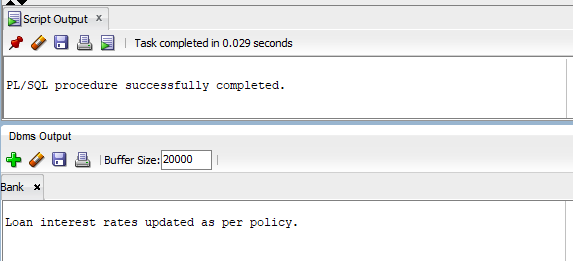 Script Output x
Task completed in 0.029 seconds
PL/SQL procedure successfully completed.
Dbms Output
Buffer Size: 20000
Bank x
Loan interest rates updated as per policy.